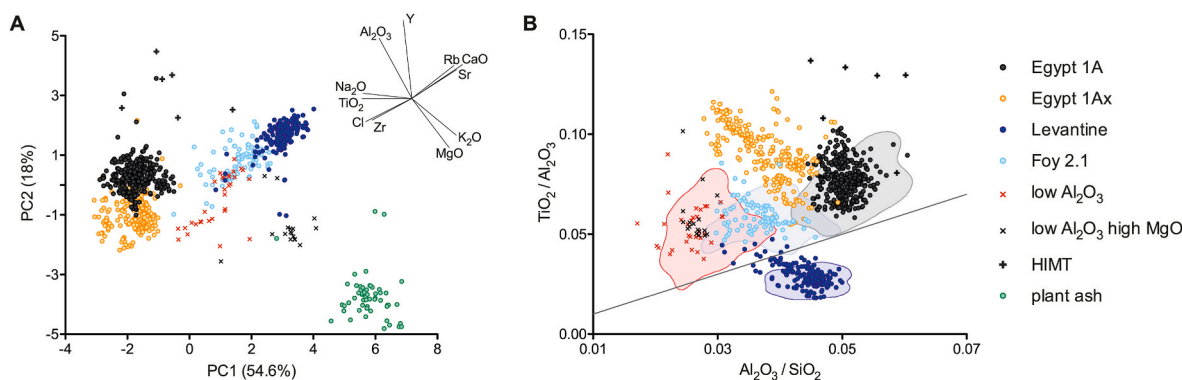 A
5
3
1
-1
-3
-5
-4
-2
0
2
4
6
8
PC2 (18%)
PC1 (54.6%)
Y
Al₂O₃
Rb CaO
Sr
Na₂O
TiO₂
Cl
Zr
K₂O
MgO
B
0.15
0.10
0.05
0.00
0.01
0.03
0.05
0.07
TiO₂ / Al₂O₃
Al₂O₃ / SiO₂
Egypt 1A
Egypt 1Ax
Levantine
Foy 2.1
low Al₂O₃
low Al₂O₃ high MgO
HIMT
plant ash